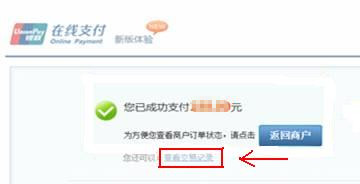 UnionPay
银联
在线支付
Online Payment
新版体验
NEW
您已成功支付 元
为方便您查看商户订单状态，请点击
返回商户
您还可以 查看交易记录